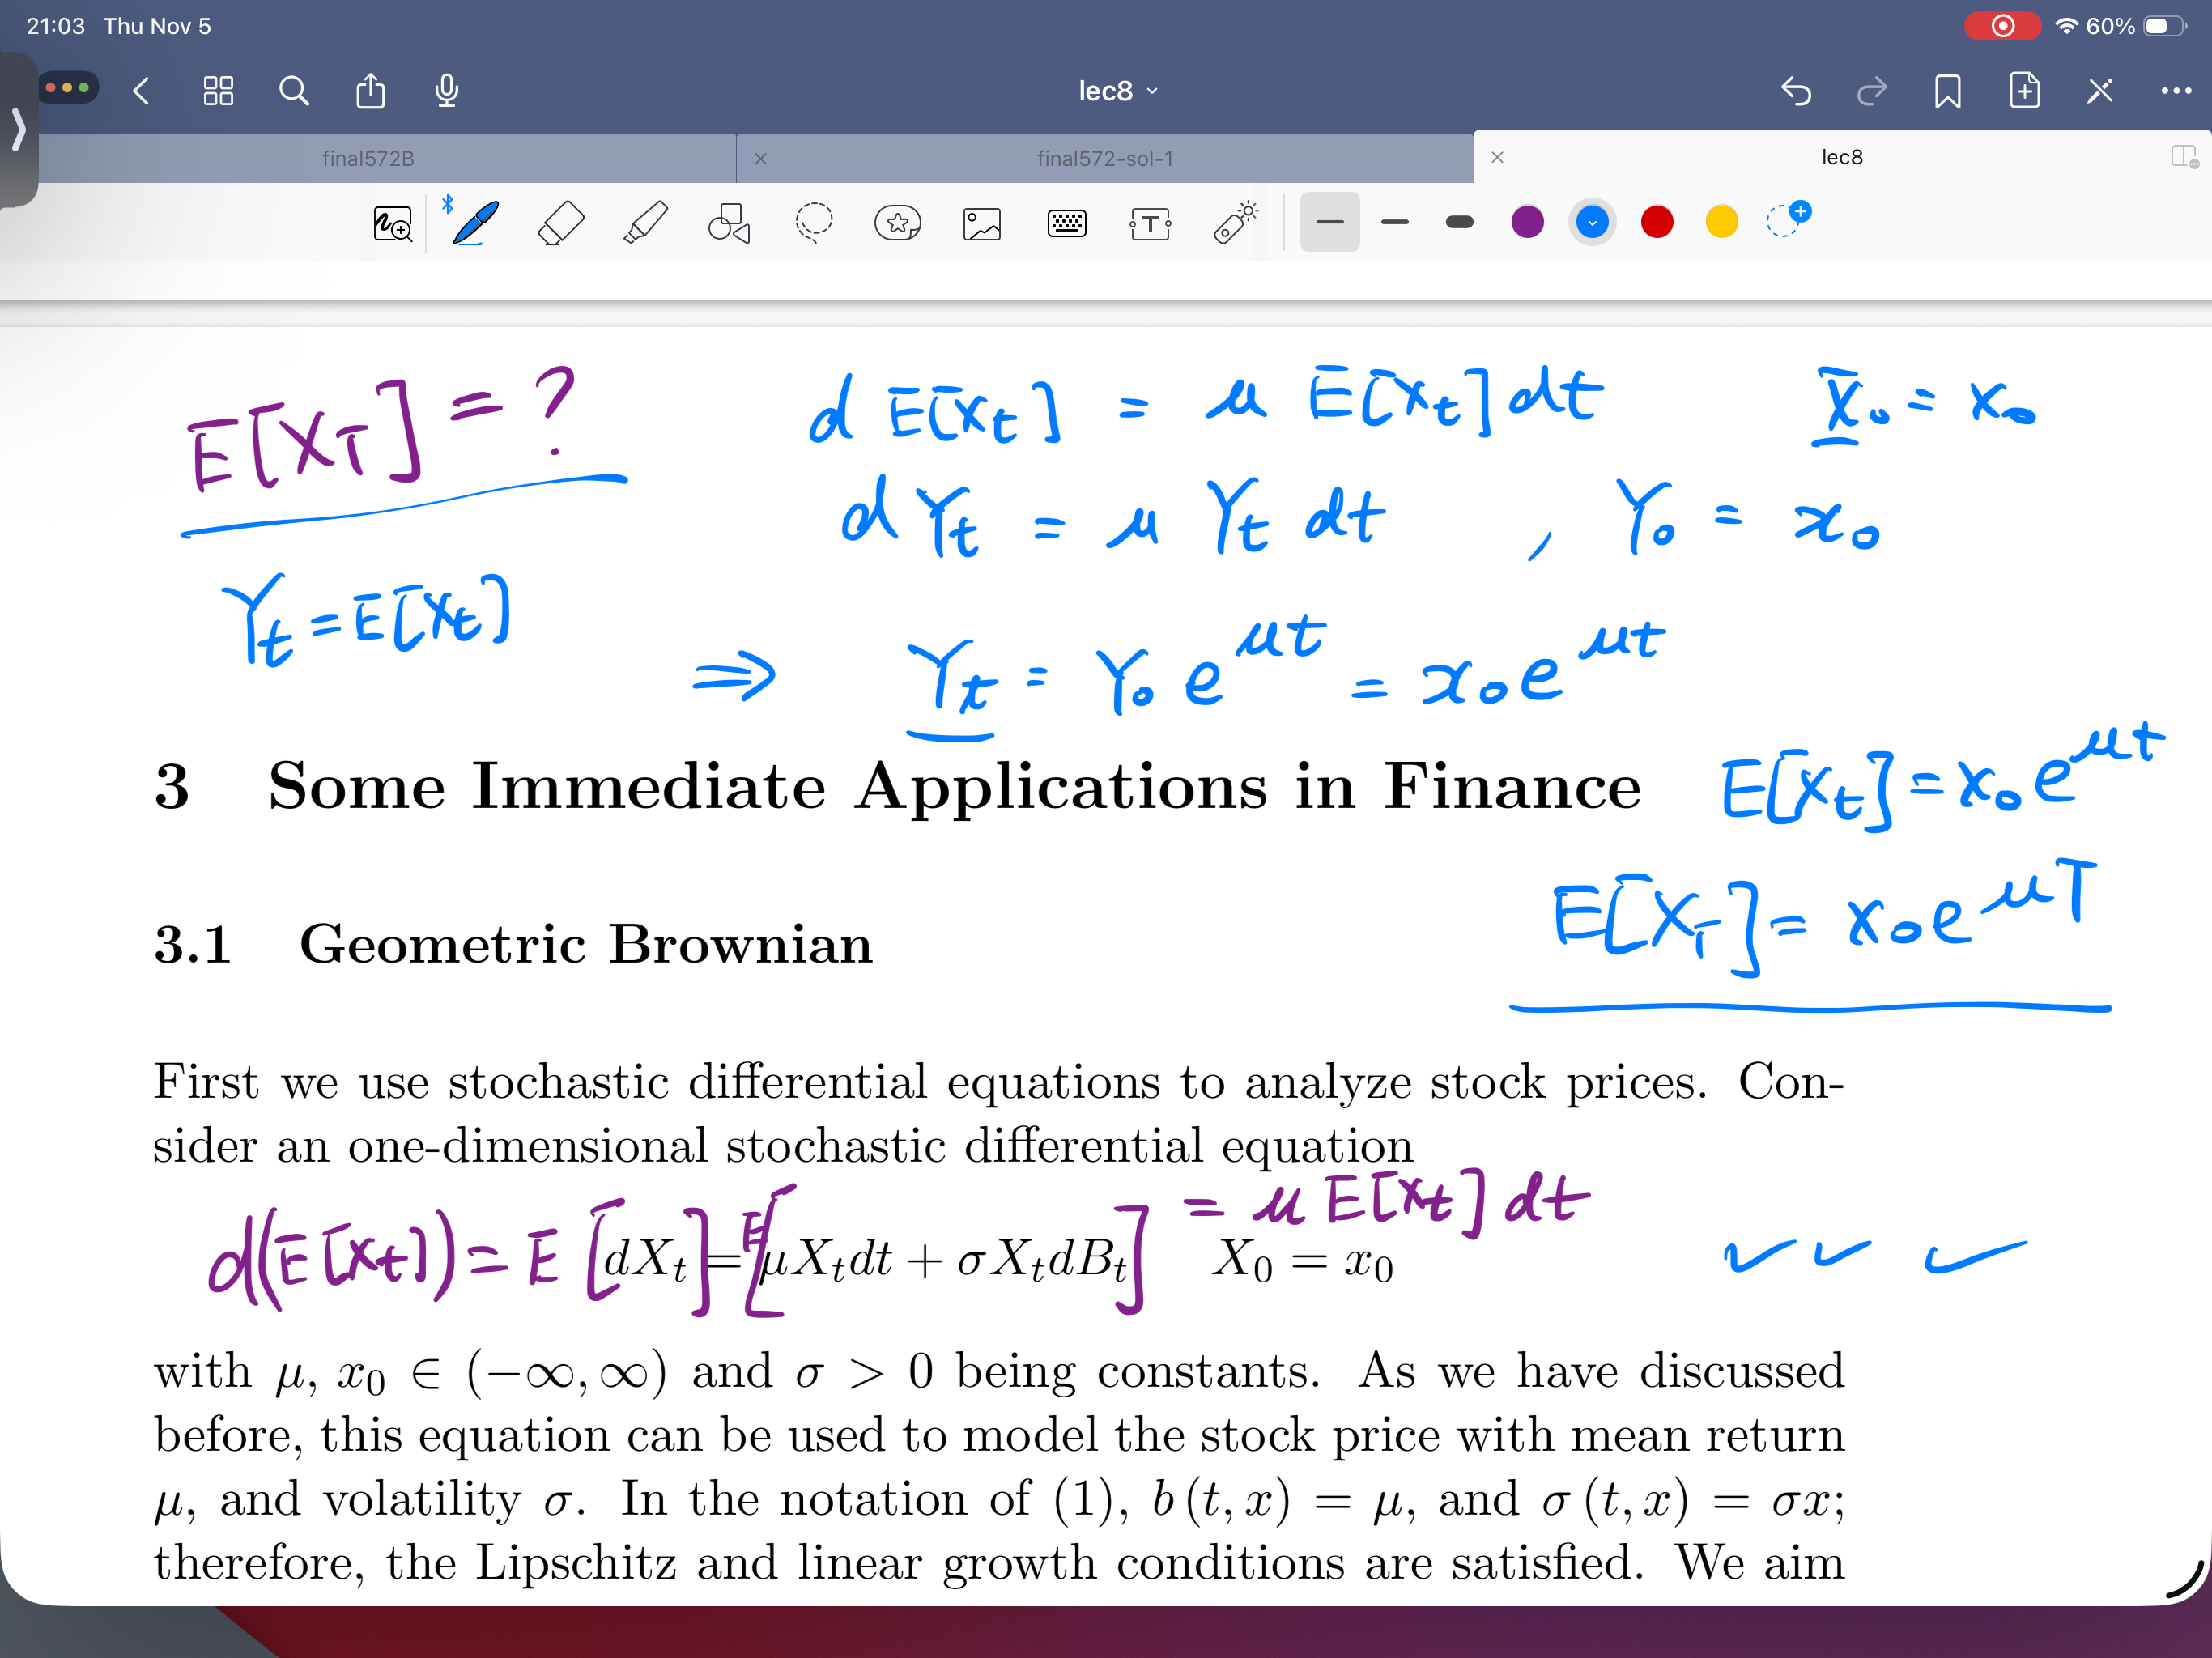 21:03 Thu Nov 5 60%
lec8
final572B final572-sol-1 lec8
E[X_T] = ?
d E[X_t] = μ E[X_t] dt X_0 = x_0
dY_t = μ Y_t dt , Y_0 = x_0
Y_t = E[X_t]
⇒ Y_t = Y_0 e^{μt} = x_0 e^{μt}
3 Some Immediate Applications in Finance
E[X_t] = x_0 e^{μt}
E[X_T] = x_0 e^{μT}
3.1 Geometric Brownian
First we use stochastic differential equations to analyze stock prices. Con-
sider an one-dimensional stochastic differential equation
d(E[X_t]) = E[dX_t] = E[μX_t dt + σX_t dB_t] = μ E[X_t] dt X_0 = x_0
with μ, x_0 ∈ (−∞, ∞) and σ > 0 being constants. As we have discussed
before, this equation can be used to model the stock price with mean return
μ, and volatility σ. In the notation of (1), b (t, x) = μ, and σ (t, x) = σx;
therefore, the Lipschitz and linear growth conditions are satisfied. We aim